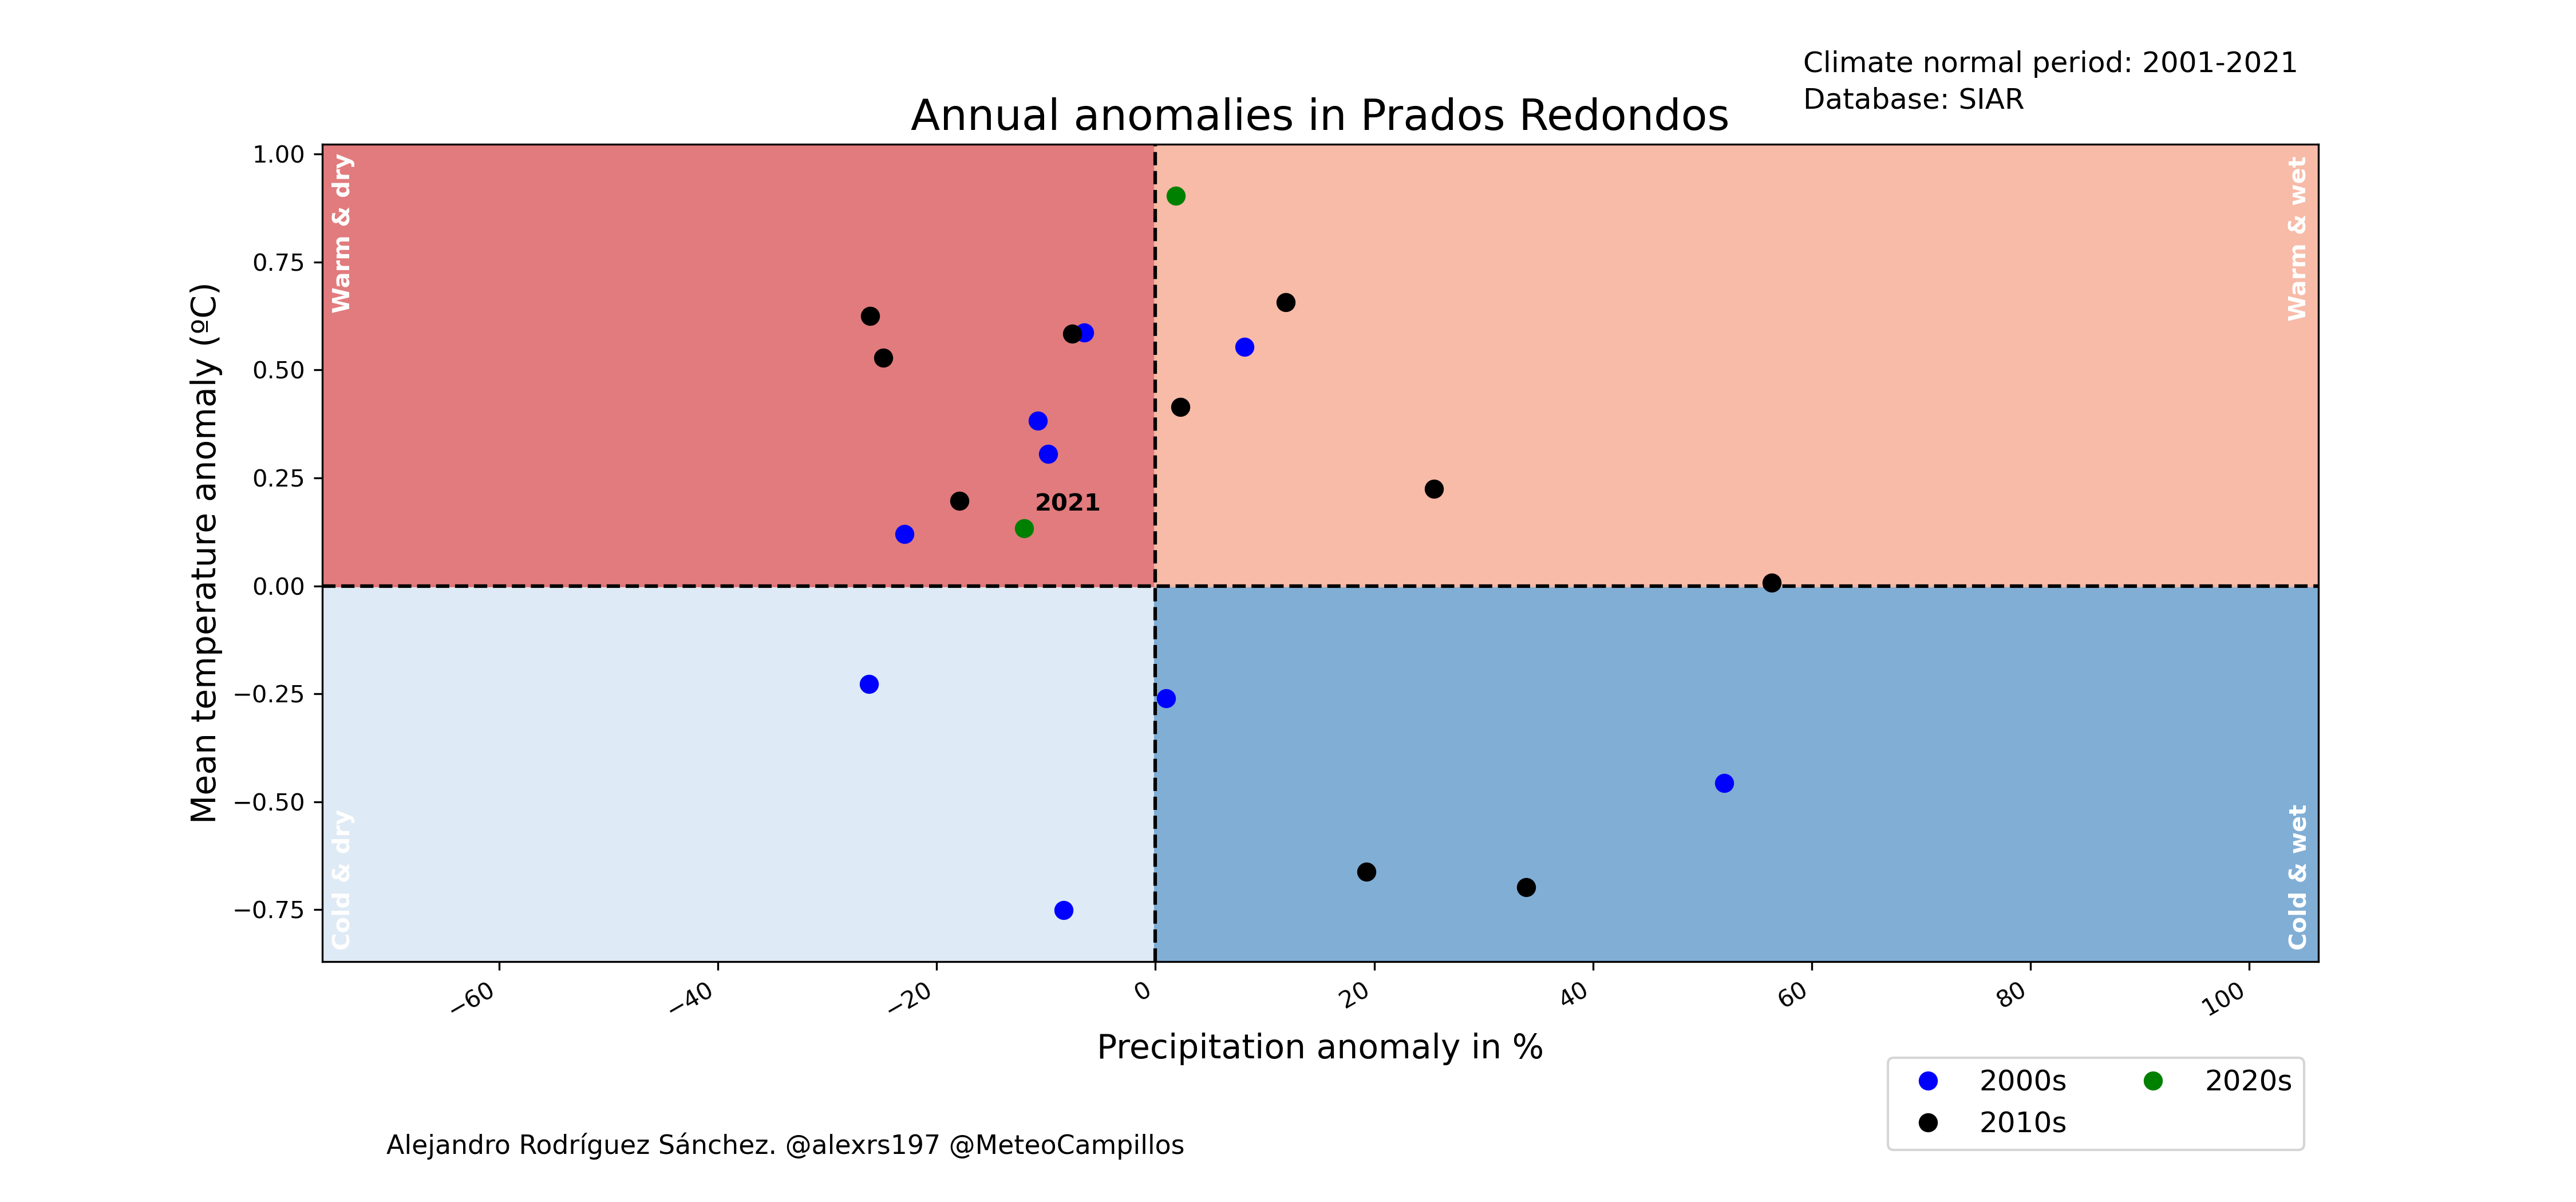 Climate normal period: 2001-2021
Database: SIAR
Annual anomalies in Prados Redondos
Warm & dry
Warm & wet
1.00
0.75
0.50
0.25
0.00
−0.25
−0.50
−0.75
Mean temperature anomaly (ºC)
2021
Cold & dry
Cold & wet
−60
−40
−20
0
20
40
60
80
100
Precipitation anomaly in %
2000s
2010s
2020s
Alejandro Rodríguez Sánchez. @alexrs197 @MeteoCampillos